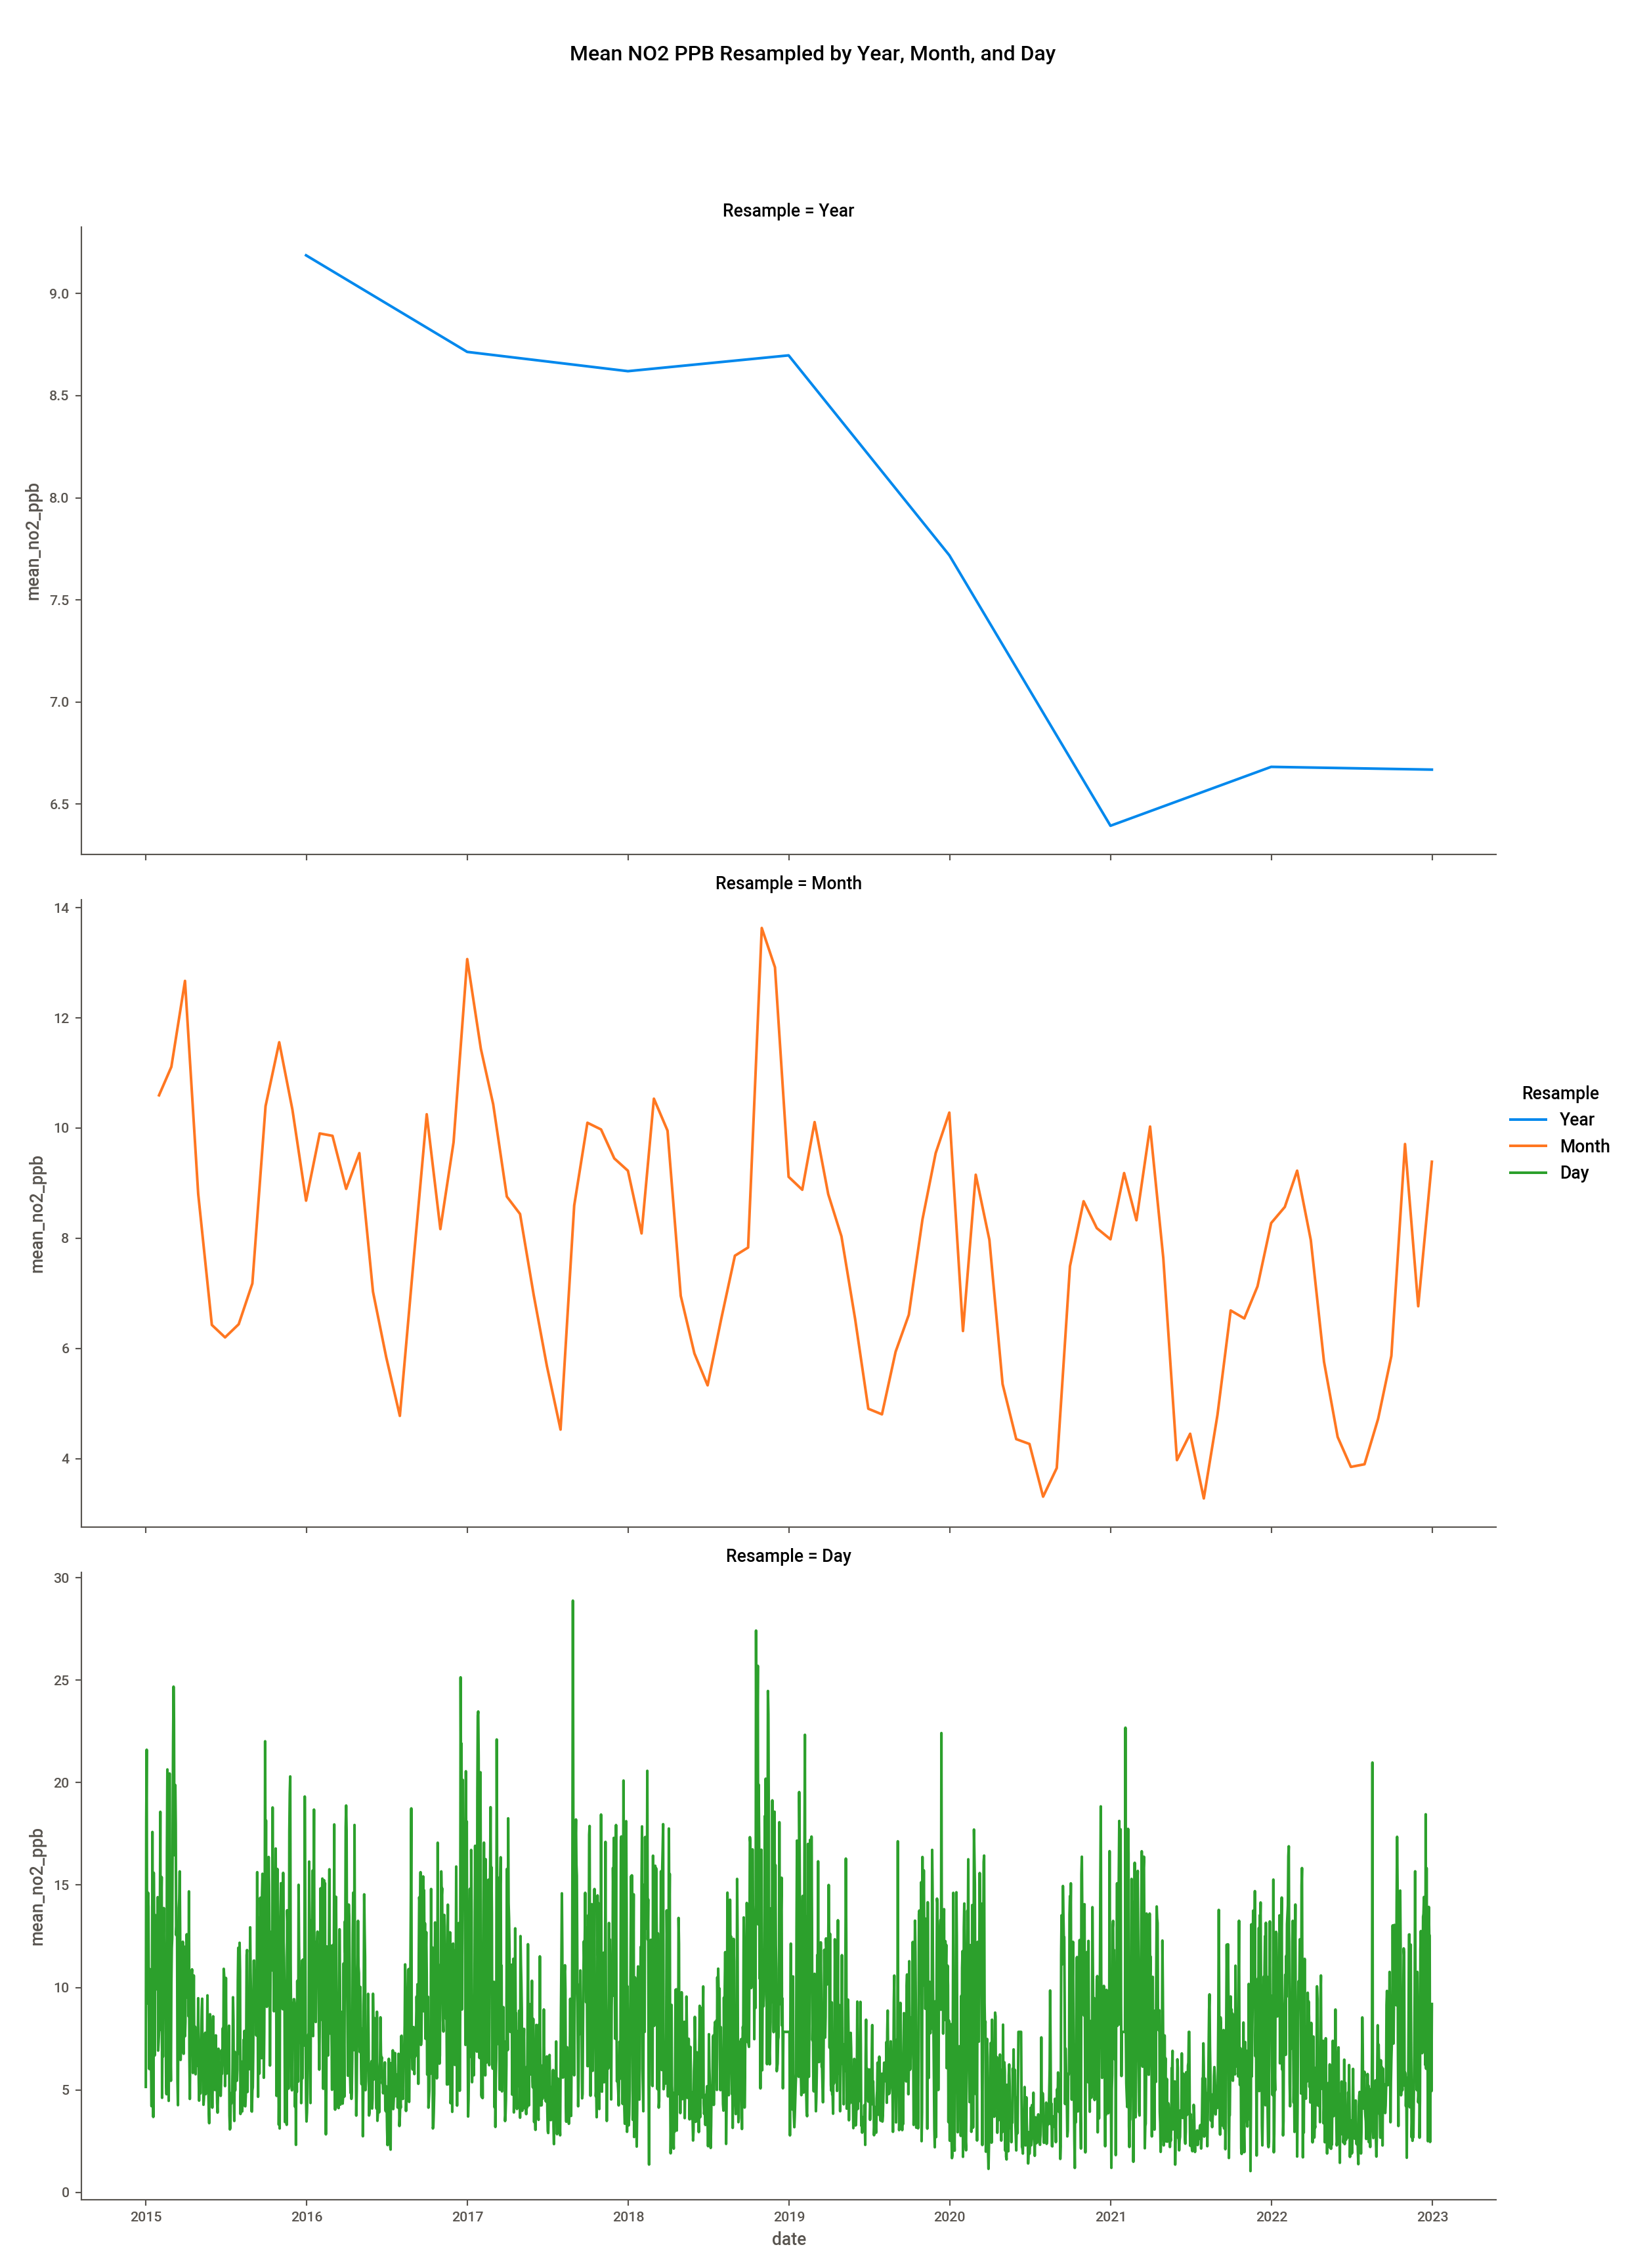 Mean NO2 PPB Resampled by Year, Month, and Day
Resample = Year
mean_no2_ppb
9.0
8.5
8.0
7.5
7.0
6.5
Resample = Month
mean_no2_ppb
14
12
10
8
6
4
Resample
Year
Month
Day
Resample = Day
mean_no2_ppb
30
25
20
15
10
5
0
2015 2016 2017 2018 2019 2020 2021 2022 2023
date